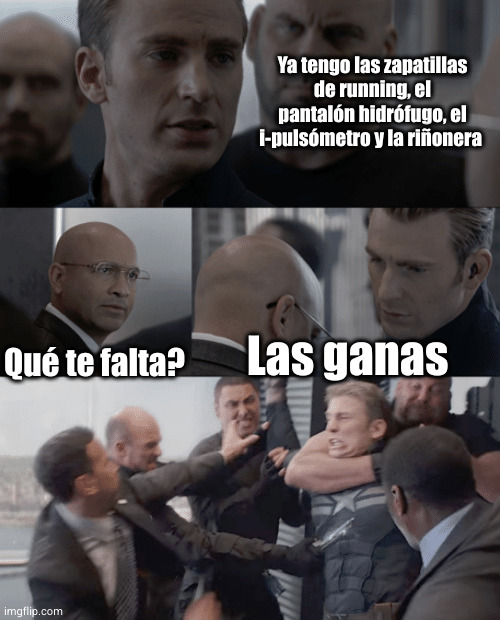 Ya tengo las zapatillas
de running, el
pantalón hidrófugo, el
i-pulsómetro y la riñonera
Qué te falta?
Las ganas
imgflip.com